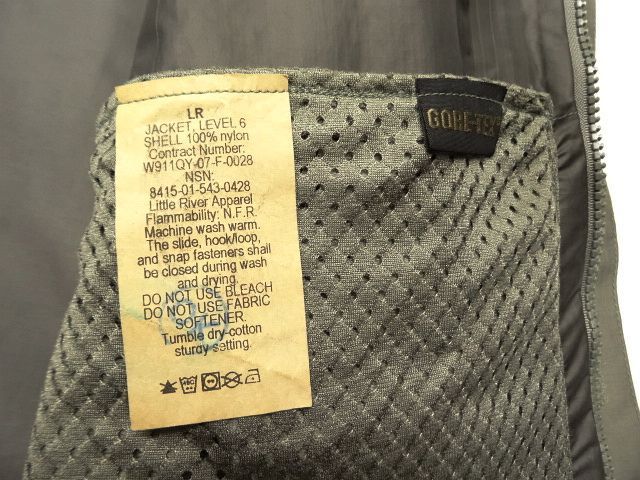 LR
JACKET, LEVEL 6
SHELL 100% nylon
Contract Number:
W911QY-07-F-0028
NSN:
8415-01-543-0428
Little River Apparel
Flammability: N.F.R.
Machine wash warm.
The slide, hook/loop,
and snap fasteners shall
be closed during wash
and drying.
DO NOT USE BLEACH
DO NOT USE FABRIC
SOFTENER.
Tumble dry-cotton
sturdy setting.
GORE-TEX